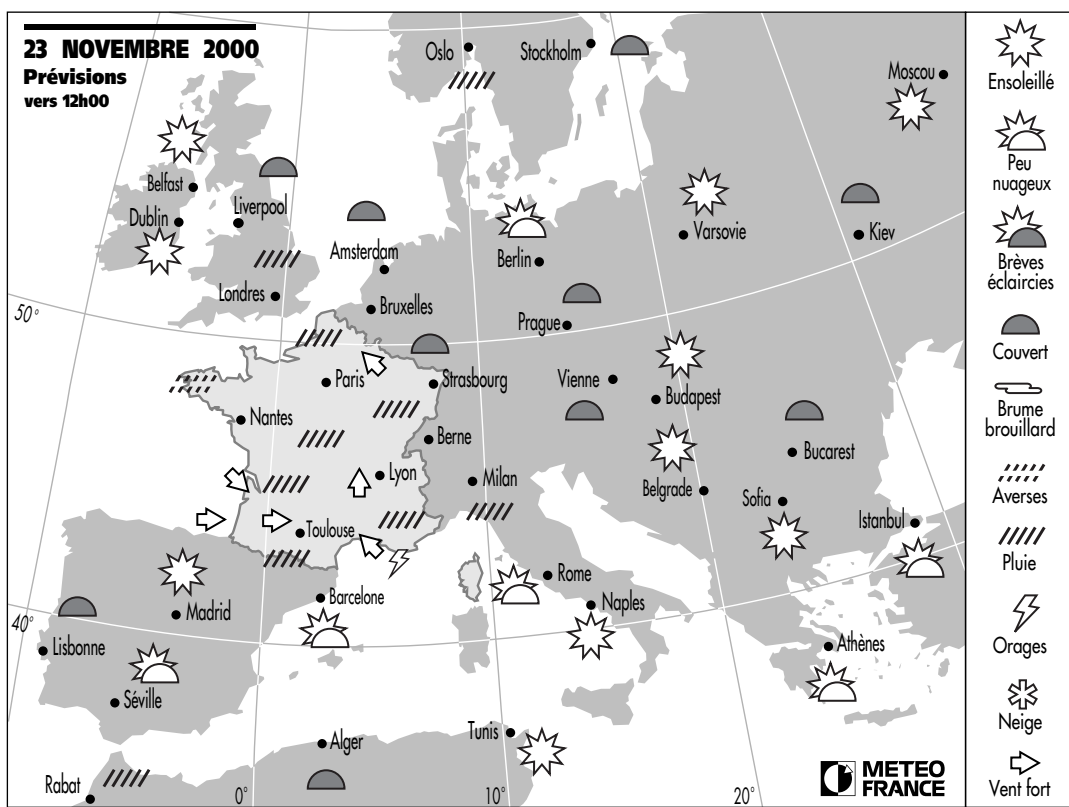 23 NOVEMBRE 2000
Prévisions
vers 12h00
Oslo
Stockholm
Moscou
Belfast
Dublin
Liverpool
Amsterdam
Berlin
Varsovie
Kiev
Londres
Bruxelles
50°
Prague
Paris
Strasbourg
Vienne
Budapest
Nantes
Berne
Bucarest
Lyon
Milan
Belgrade
Sofia
Istanbul
Toulouse
Rome
Barcelone
Naples
Madrid
40°
Lisbonne
Athènes
Séville
Tunis
Alger
Rabat
0°
10°
20°
METEO
FRANCE
Ensoleillé
Peu
nuageux
Brèves
éclaircies
Couvert
Brume
brouillard
Averses
Pluie
Orages
Neige
Vent fort